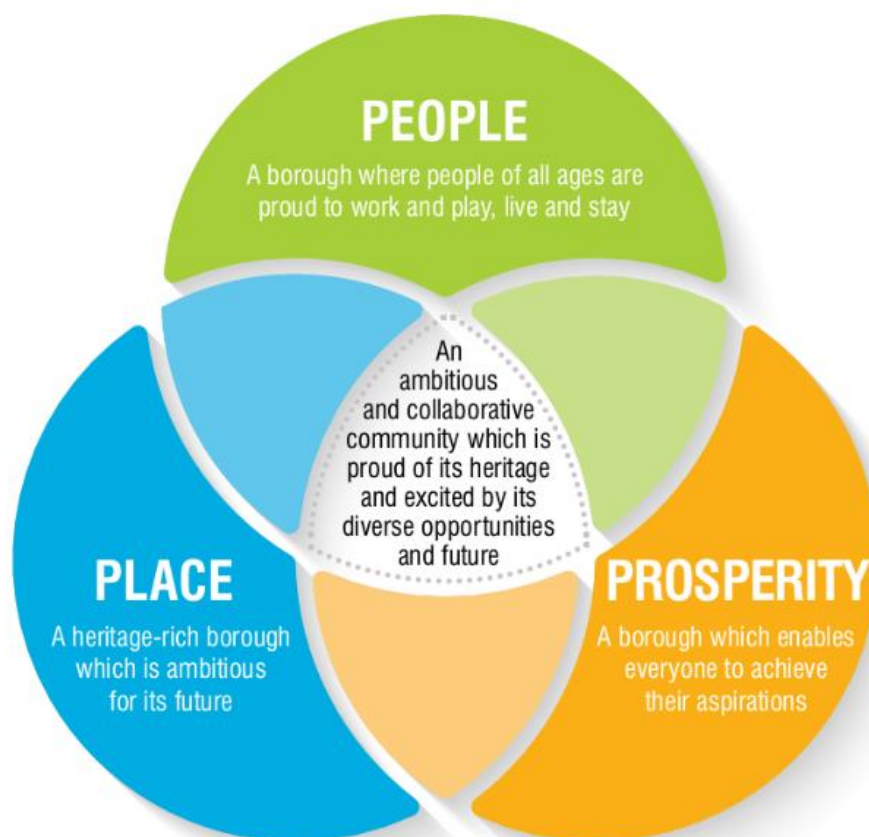 PEOPLE
A borough where people of all ages are
proud to work and play, live and stay
An
ambitious
and collaborative
community which is
proud of its heritage
and excited by its
diverse opportunities
and future
PLACE
A heritage-rich borough
which is ambitious
for its future
PROSPERITY
A borough which enables
everyone to achieve
their aspirations